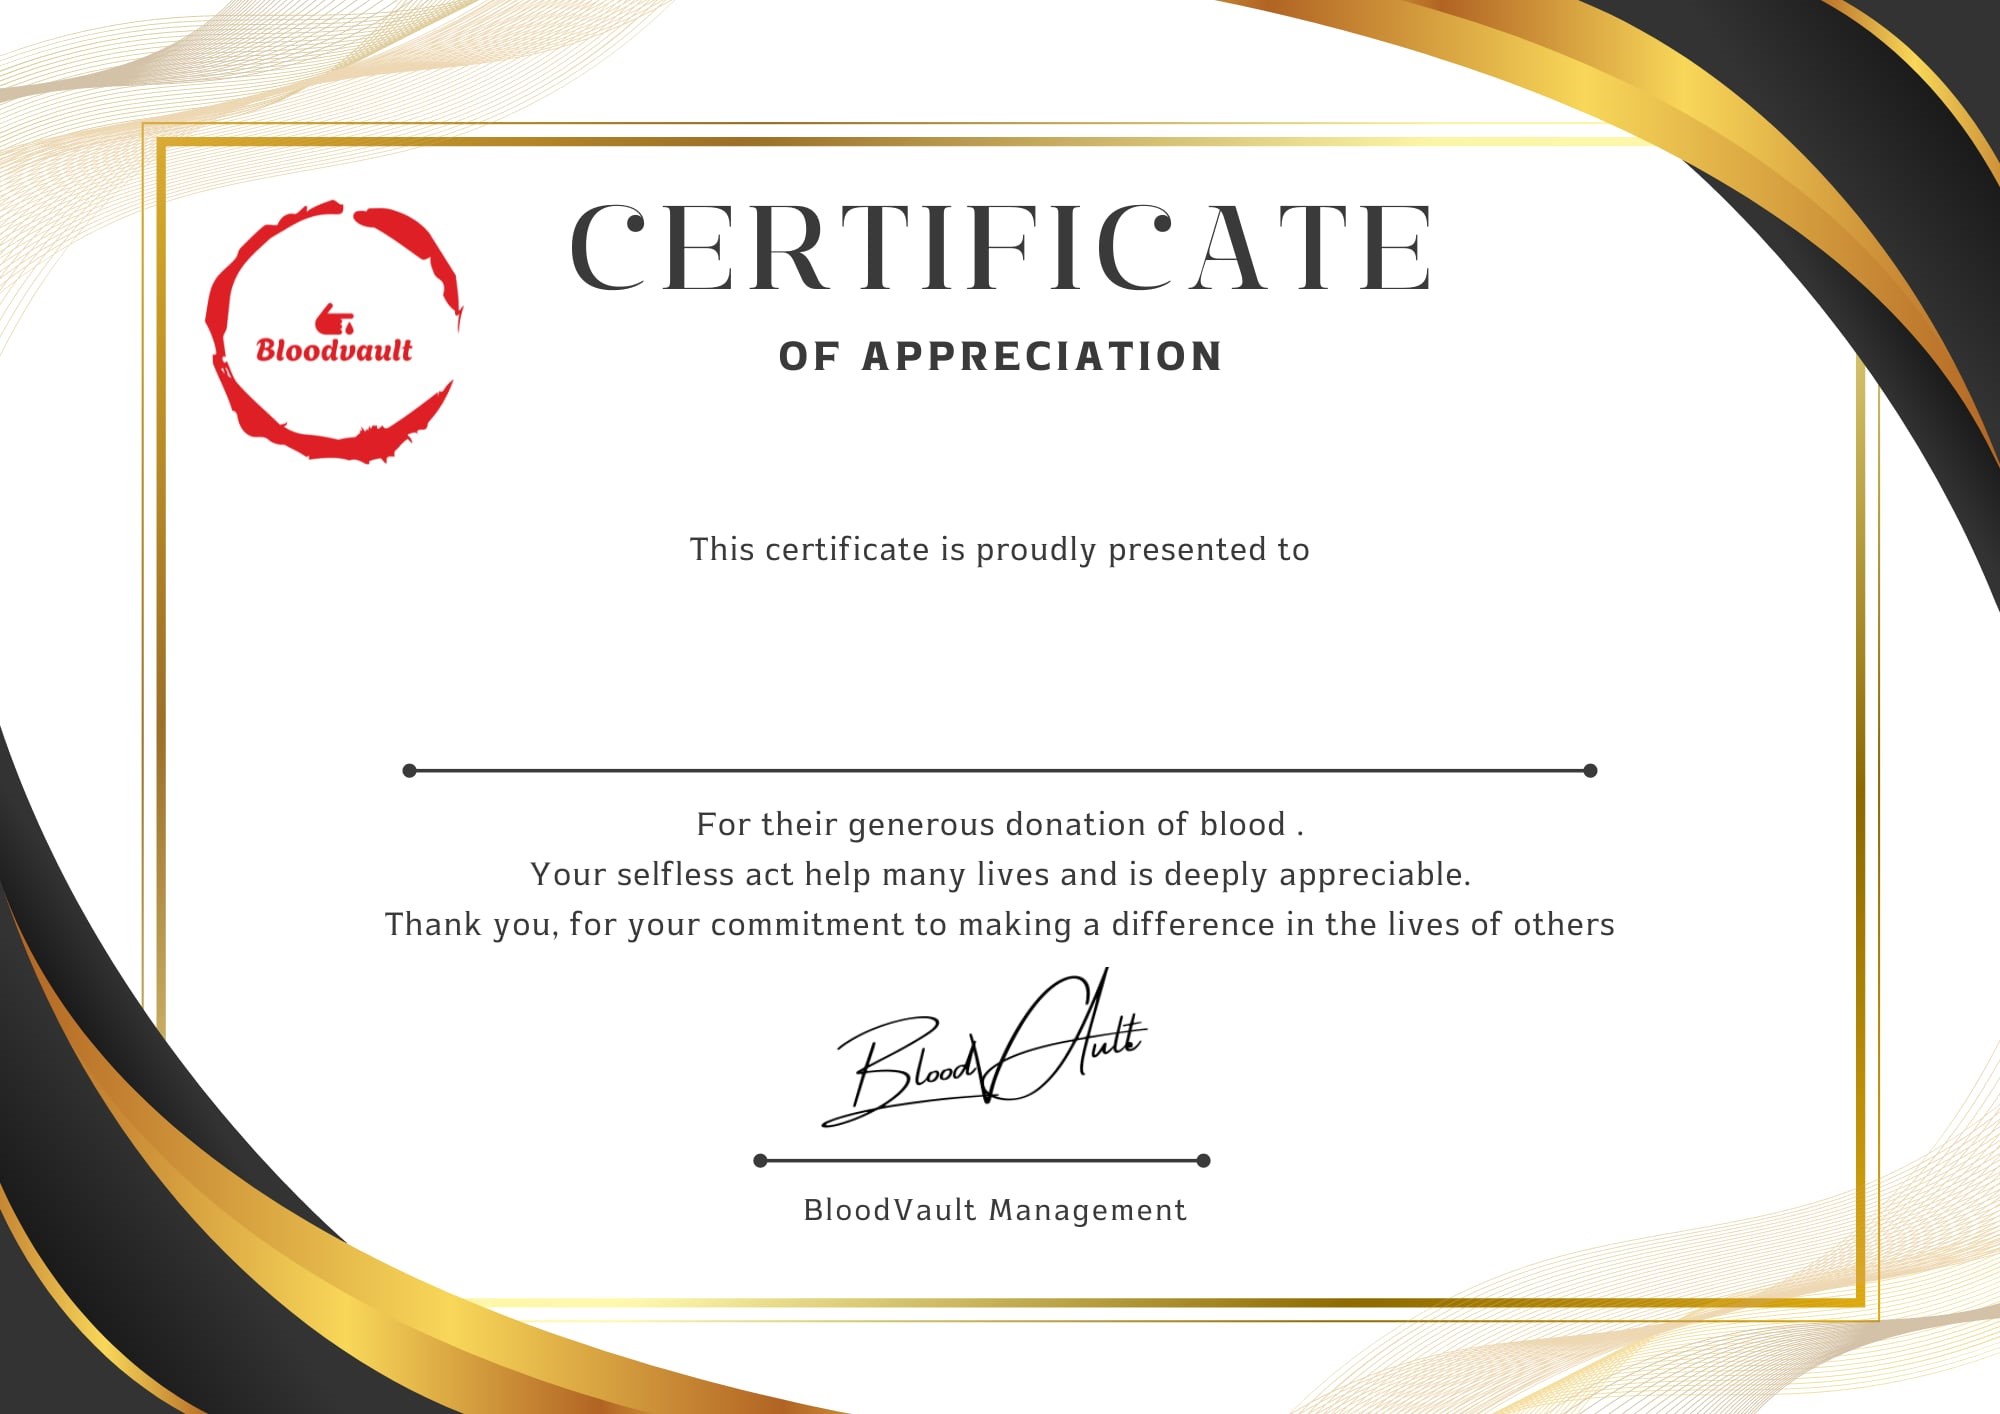 CERTIFICATE
OF APPRECIATION
Bloodvault
This certificate is proudly presented to
For their generous donation of blood .
Your selfless act help many lives and is deeply appreciable.
Thank you, for your commitment to making a difference in the lives of others
BloodVAult
BloodVault Management